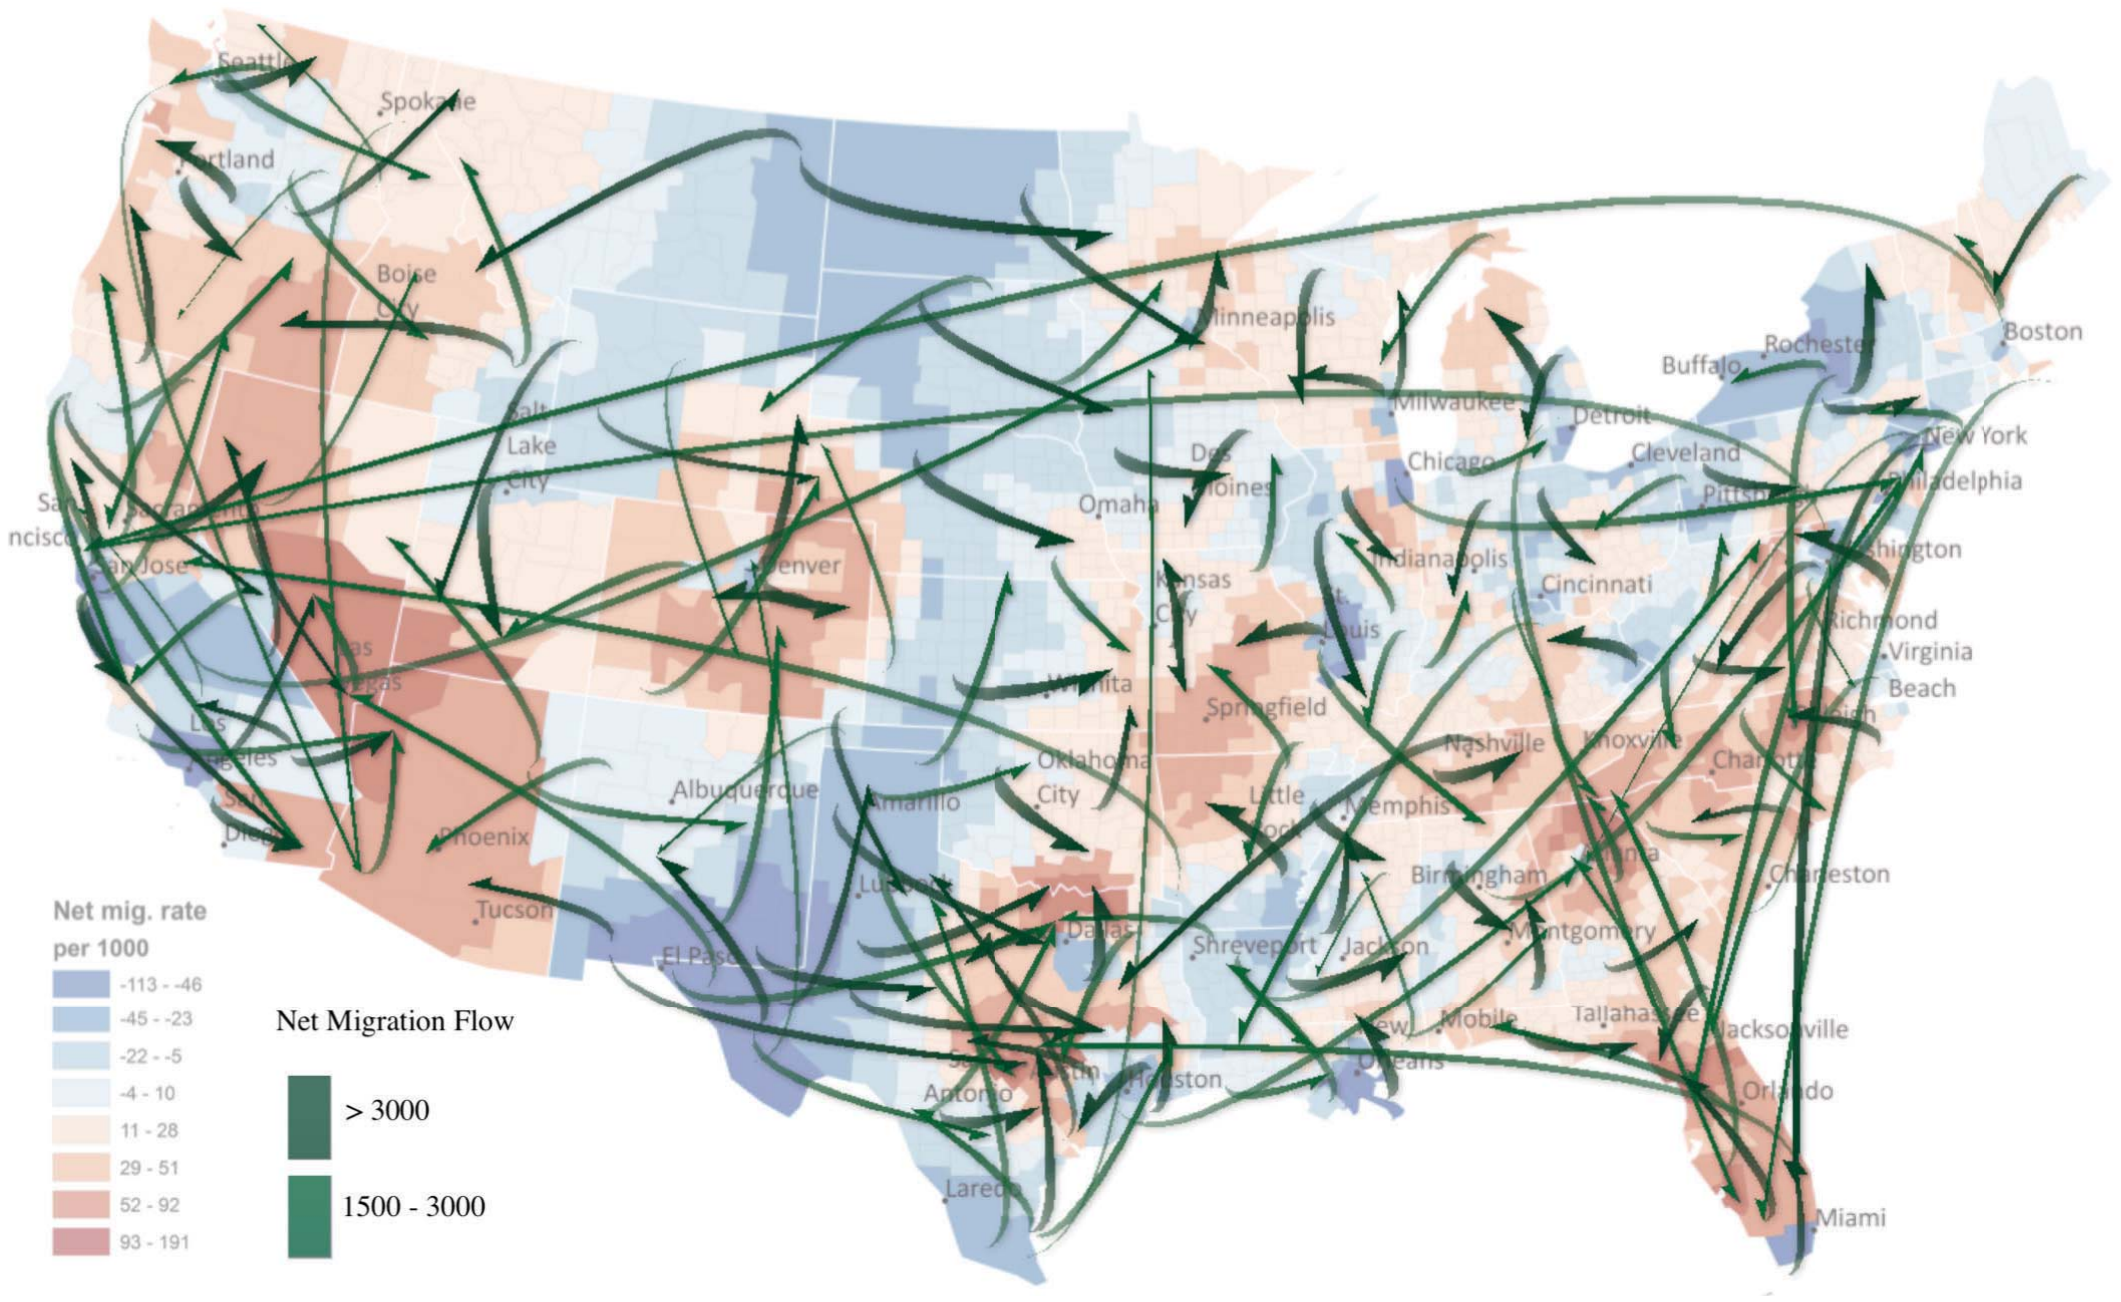 Seattle
Spokane
Portland
Boise
City
Minneapolis
Boston
Rochester
Buffalo
Milwaukee
Detroit
New York
Salt
Lake
City
Des
Moines
Chicago
Cleveland
Pittsburgh
Philadelphia
Omaha
San
ncisco
Sacramento
San Jose
Denver
Indianapolis
Washington
Kansas
City
Cincinnati
St.
Louis
Richmond
Virginia
Beach
Las
Vegas
Wichita
Springfield
Raleigh
Los
Angeles
Nashville
Knoxville
Charlotte
Oklahoma
City
Albuquerque
Amarillo
Little
Rock
Memphis
San
Diego
Phoenix
Atlanta
Birmingham
Charleston
Lubbock
Tucson
Dallas
Shreveport
Jackson
Montgomery
El Paso
New
Orleans
Mobile
Tallahassee
Jacksonville
San
Antonio
Austin
Houston
Orlando
Laredo
Miami
Net mig. rate
per 1000
-113 - -46
-45 - -23
-22 - -5
-4 - 10
11 - 28
29 - 51
52 - 92
93 - 191
Net Migration Flow
> 3000
1500 - 3000